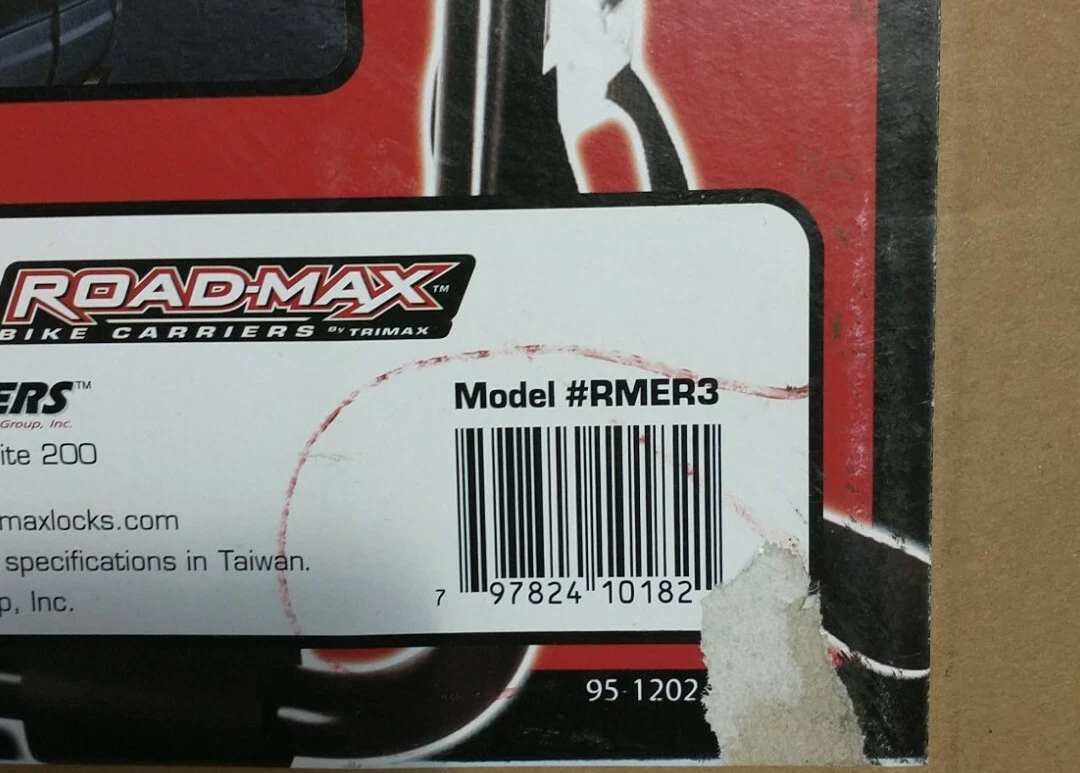 ROAD-MAX™
BIKE CARRIERS BY TRIMAX
ERS™
Group, Inc.
ite 200
maxlocks.com
specifications in Taiwan.
p, Inc.
Model #RMER3
7 97824 10182
95-1202